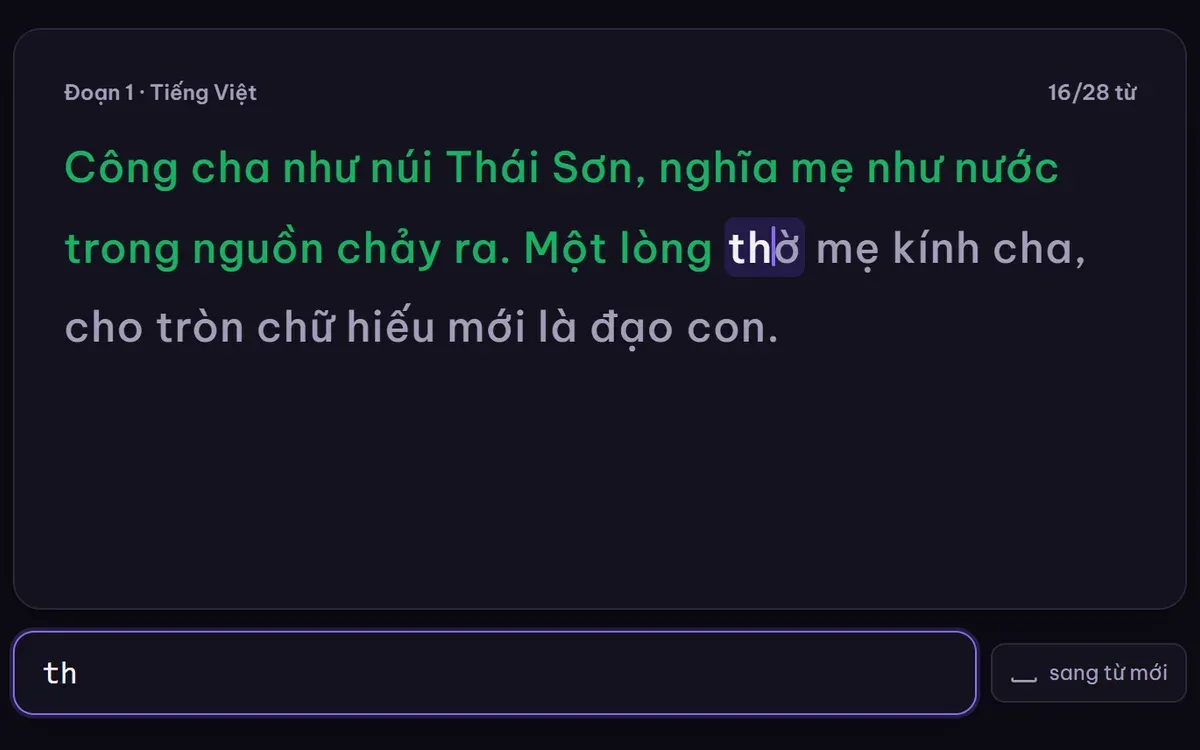 Đoạn 1 · Tiếng Việt
16/28 từ
Công cha như núi Thái Sơn, nghĩa mẹ như nước
trong nguồn chảy ra. Một lòng thờ mẹ kính cha,
cho tròn chữ hiếu mới là đạo con.
th
sang từ mới